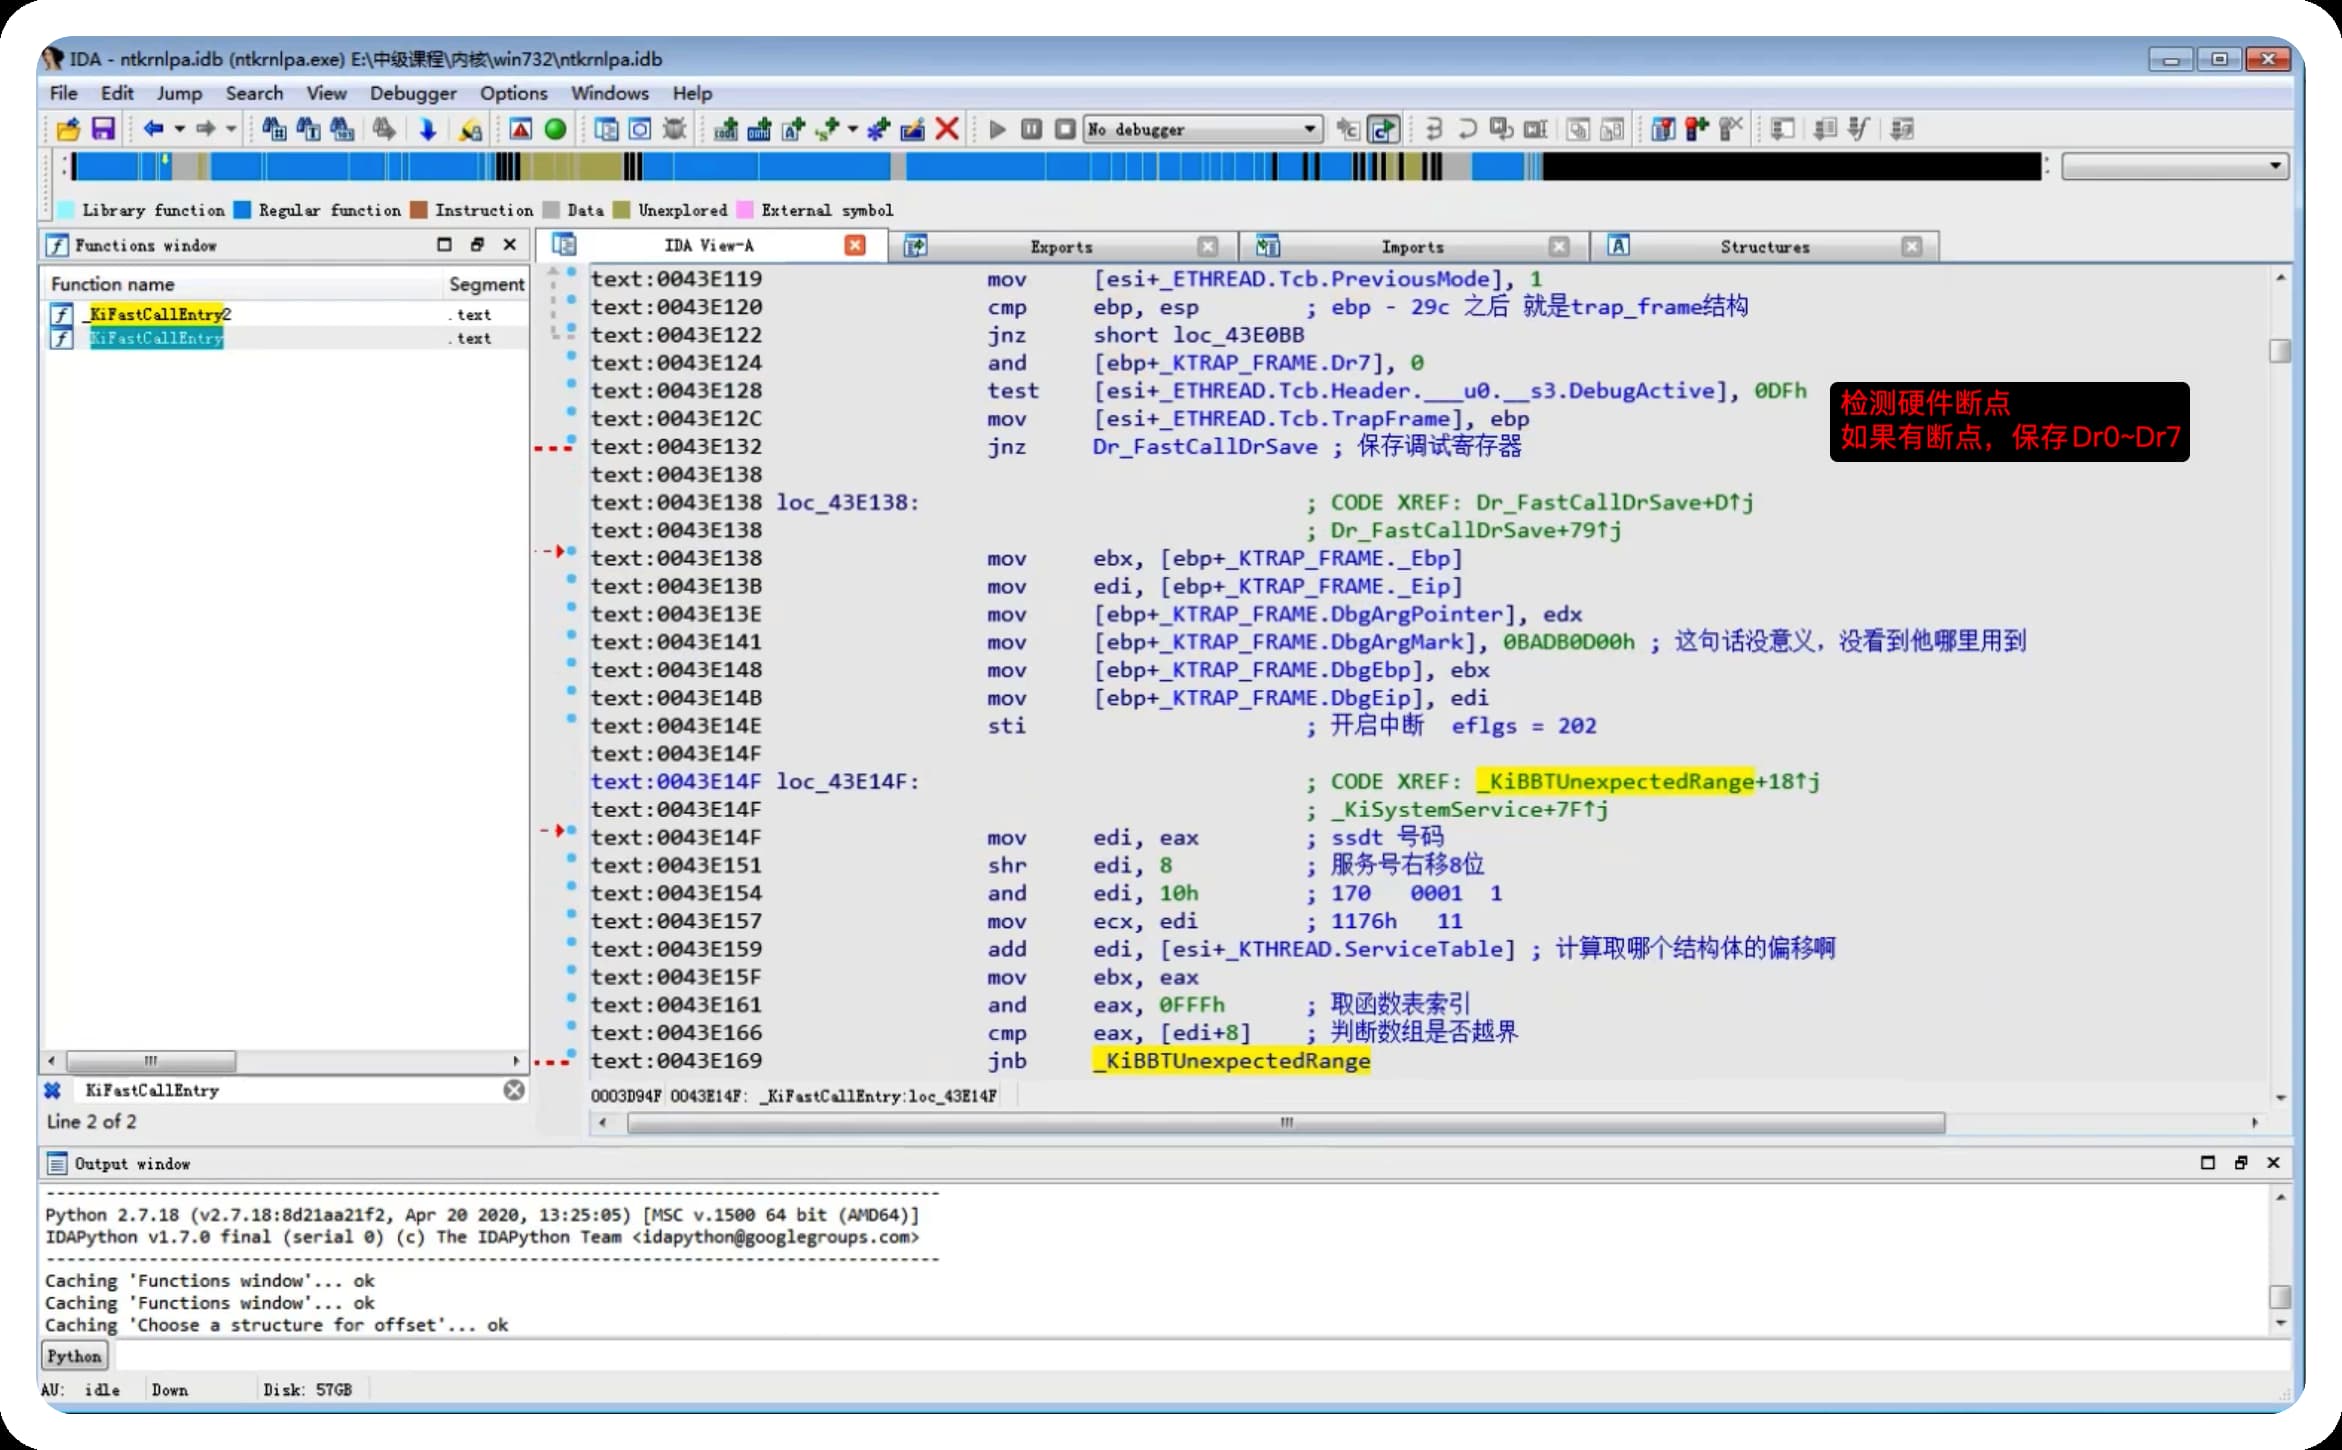 IDA - ntkrnlpa.idb (ntkrnlpa.exe) E:\中级课程\内核\win732\ntkrnlpa.idb
File Edit Jump Search View Debugger Options Windows Help
No debugger
Library function Regular function Instruction Data Unexplored External symbol
Functions window
IDA View-A Exports Imports Structures
Function name Segment
_KiFastCallEntry2 .text
_KiFastCallEntry .text
text:0043E119 mov [esi+_ETHREAD.Tcb.PreviousMode], 1
text:0043E120 cmp ebp, esp ; ebp - 29c 之后 就是trap_frame结构
text:0043E122 jnz short loc_43E0BB
text:0043E124 and [ebp+_KTRAP_FRAME.Dr7], 0
text:0043E128 test [esi+_ETHREAD.Tcb.Header.___u0.__s3.DebugActive], 0DFh
text:0043E12C mov [esi+_ETHREAD.Tcb.TrapFrame], ebp
text:0043E132 jnz Dr_FastCallDrSave ; 保存调试寄存器
检测硬件断点
如果有断点，保存Dr0~Dr7
text:0043E138
text:0043E138 loc_43E138: ; CODE XREF: Dr_FastCallDrSave+D↑j
text:0043E138 ; Dr_FastCallDrSave+79↑j
text:0043E138 mov ebx, [ebp+_KTRAP_FRAME._Ebp]
text:0043E13B mov edi, [ebp+_KTRAP_FRAME._Eip]
text:0043E13E mov [ebp+_KTRAP_FRAME.DbgArgPointer], edx
text:0043E141 mov [ebp+_KTRAP_FRAME.DbgArgMark], 0BADB0D00h ; 这句话没意义，没看到他哪里用到
text:0043E148 mov [ebp+_KTRAP_FRAME.DbgEbp], ebx
text:0043E14B mov [ebp+_KTRAP_FRAME.DbgEip], edi
text:0043E14E sti ; 开启中断 eflgs = 202
text:0043E14F
text:0043E14F loc_43E14F: ; CODE XREF: _KiBBTUnexpectedRange+18↑j
text:0043E14F ; _KiSystemService+7F↑j
text:0043E14F mov edi, eax ; ssdt 号码
text:0043E151 shr edi, 8 ; 服务号右移8位
text:0043E154 and edi, 10h ; 170 0001 1
text:0043E157 mov ecx, edi ; 1176h 11
text:0043E159 add edi, [esi+_KTHREAD.ServiceTable] ; 计算取哪个结构体的偏移啊
text:0043E15F mov ebx, eax
text:0043E161 and eax, 0FFFh ; 取函数表索引
text:0043E166 cmp eax, [edi+8] ; 判断数组是否越界
text:0043E169 jnb _KiBBTUnexpectedRange
KiFastCallEntry
0003D94F 0043E14F: _KiFastCallEntry:loc_43E14F
Line 2 of 2
Output window
---------------------------------------------------------------------------------
Python 2.7.18 (v2.7.18:8d21aa21f2, Apr 20 2020, 13:25:05) [MSC v.1500 64 bit (AMD64)]
IDAPython v1.7.0 final (serial 0) (c) The IDAPython Team <idapython@googlegroups.com>
---------------------------------------------------------------------------------
Caching 'Functions window'... ok
Caching 'Functions window'... ok
Caching 'Choose a structure for offset'... ok
Python
AU: idle Down Disk: 57GB